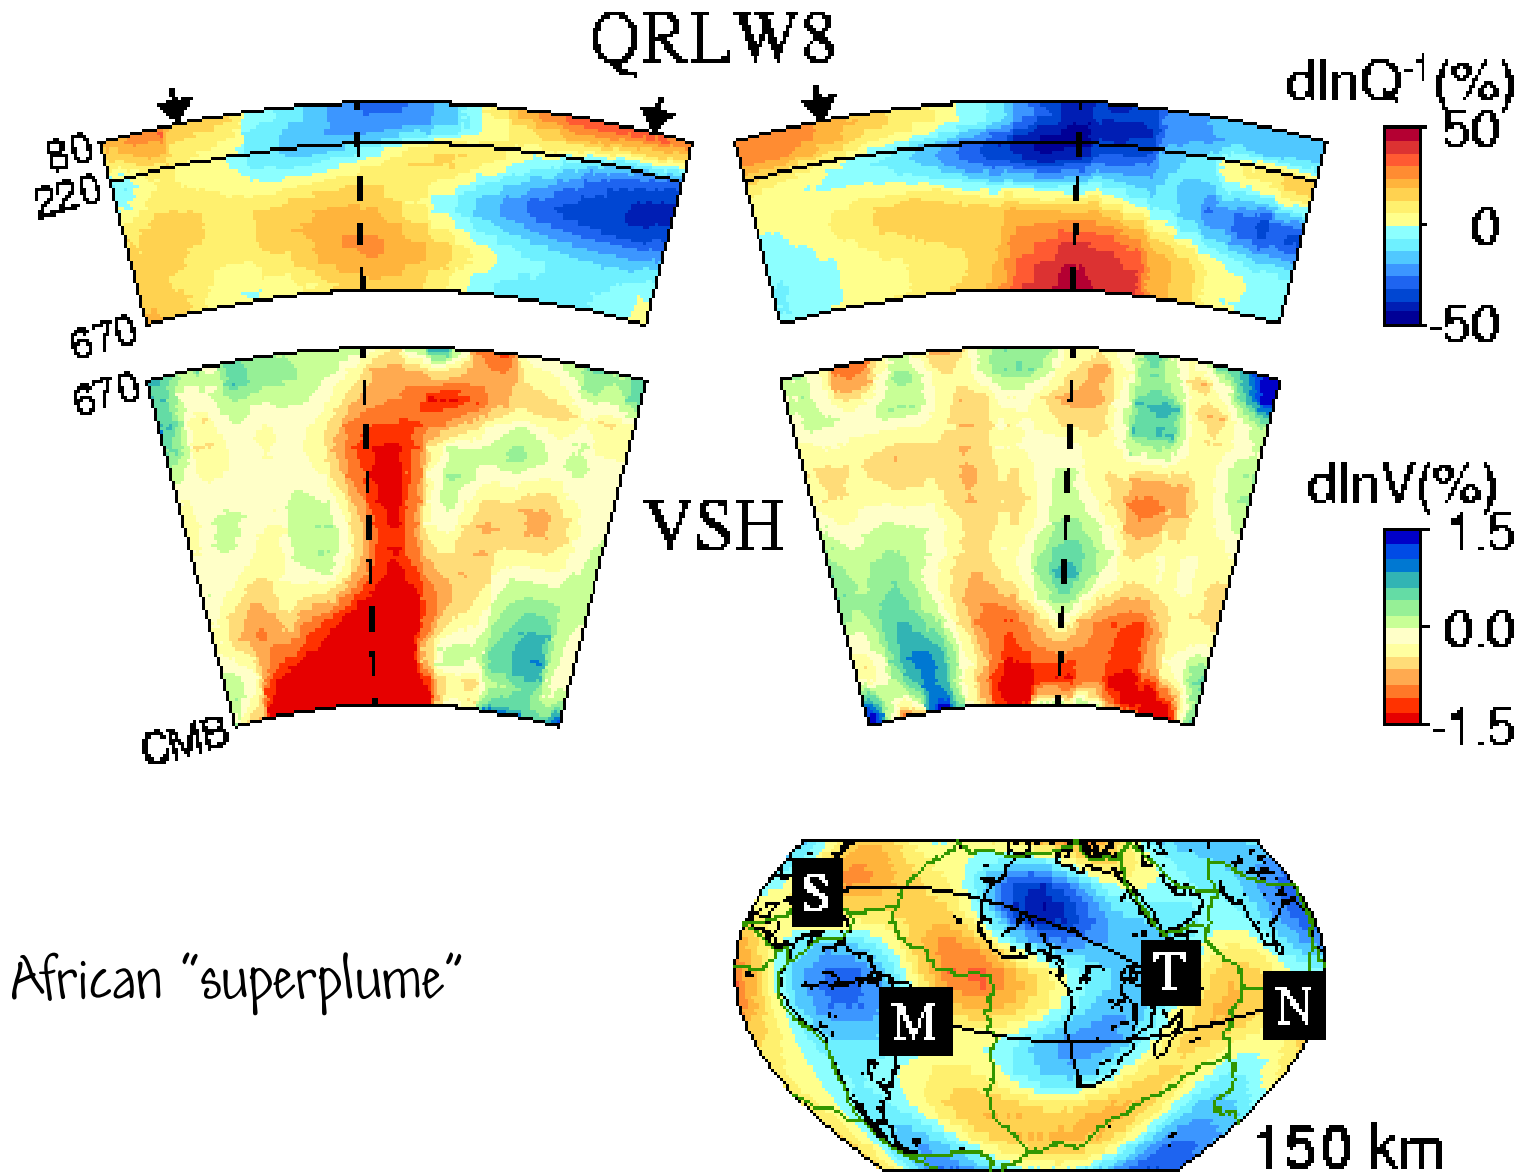 QRLW8
dlnQ⁻¹(%)
50
0
-50
80
220
670
670
CMB
VSH
dlnV(%)
1.5
0.0
-1.5
S
T
M
N
African “superplume”
150 km